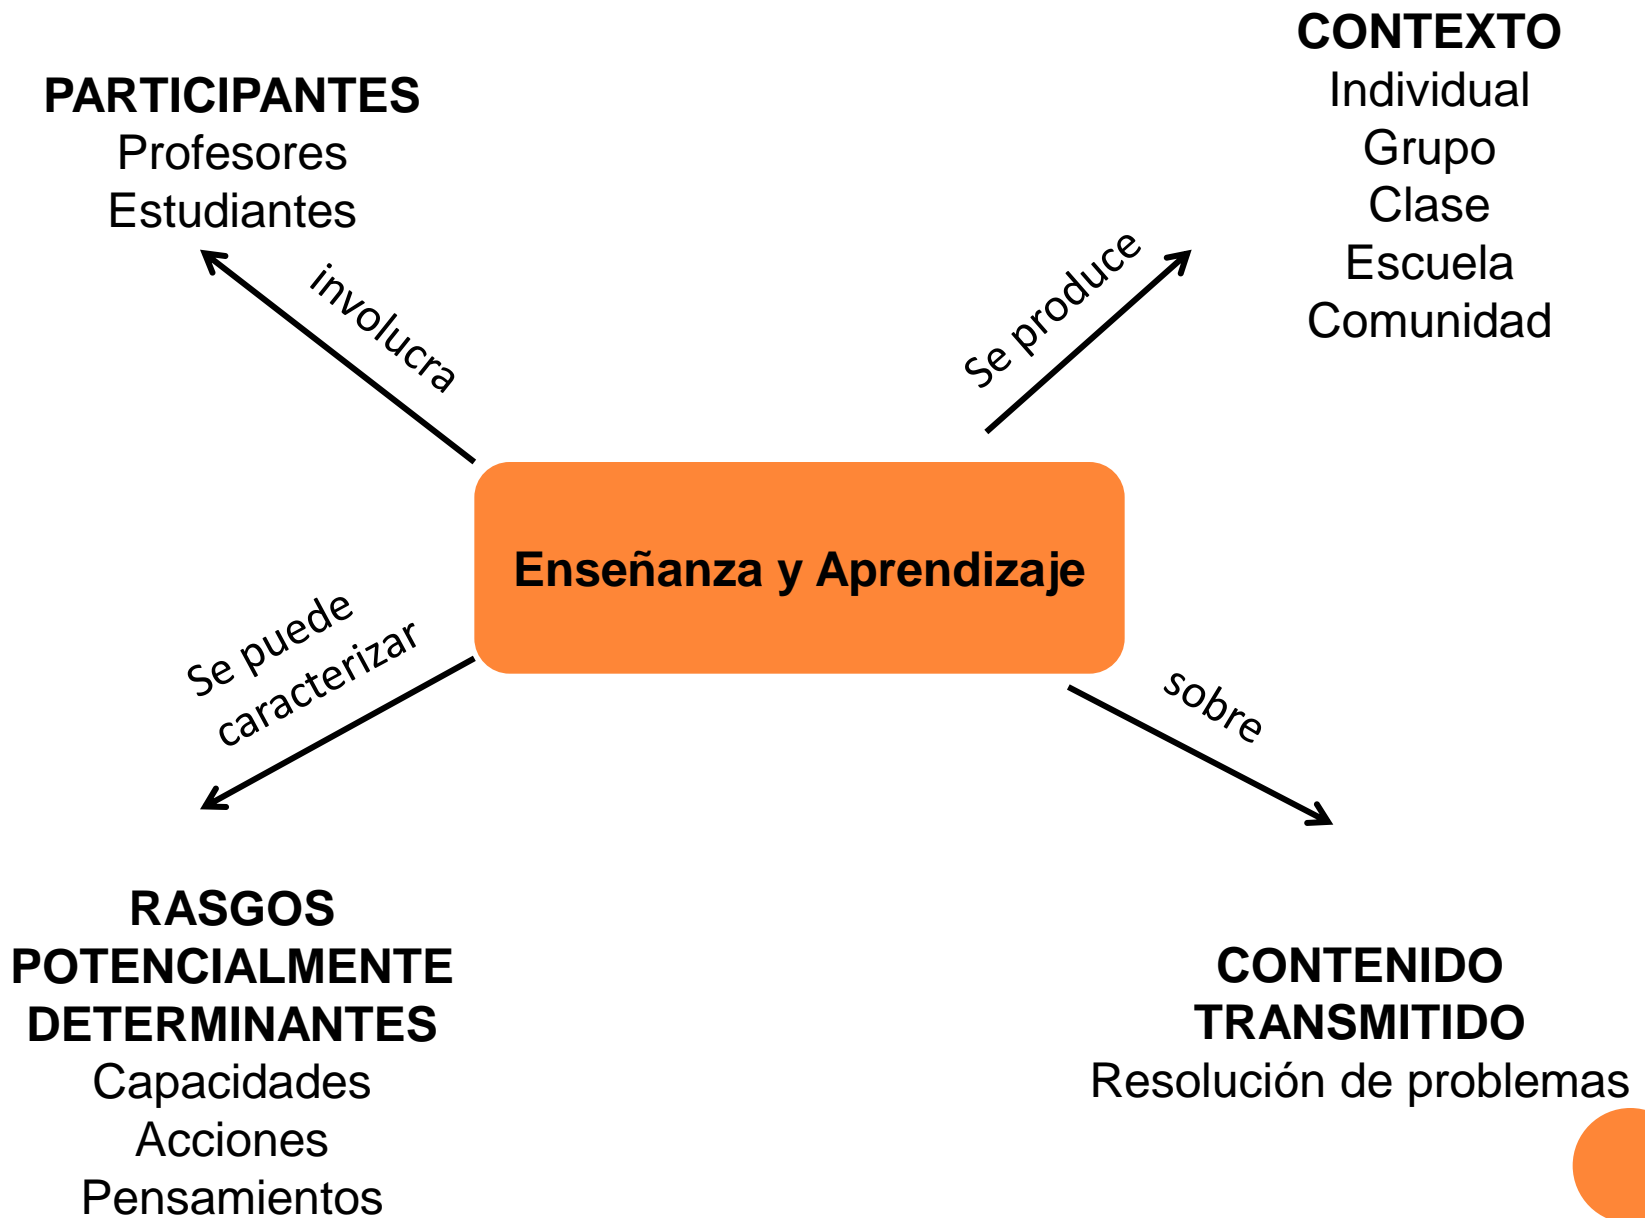 PARTICIPANTES
Profesores
Estudiantes
involucra
CONTEXTO
Individual
Grupo
Clase
Escuela
Comunidad
Se produce
Enseñanza y Aprendizaje
Se puede
caracterizar
sobre
RASGOS
POTENCIALMENTE
DETERMINANTES
Capacidades
Acciones
Pensamientos
CONTENIDO
TRANSMITIDO
Resolución de problemas